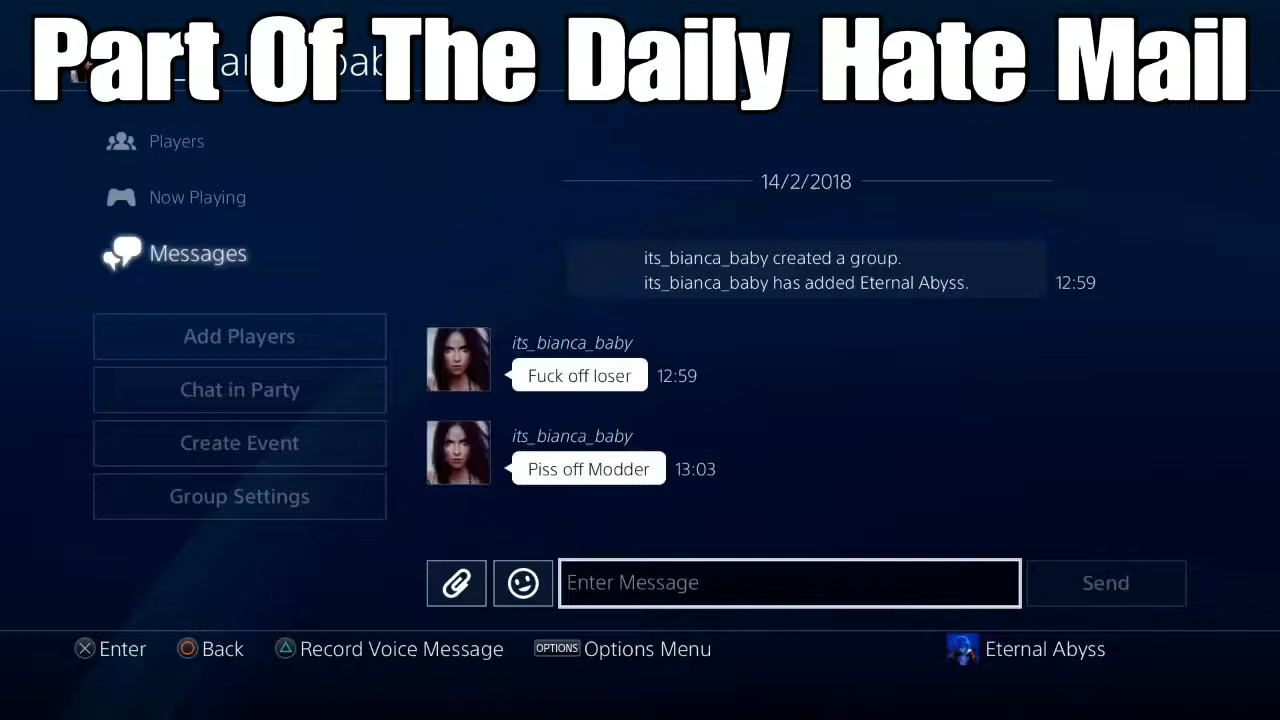 Part Of The Daily Hate Mail
Players
Now Playing
Messages
Add Players
Chat in Party
Create Event
Group Settings
14/2/2018
its_bianca_baby created a group.
its_bianca_baby has added Eternal Abyss.
12:59
its_bianca_baby
Fuck off loser 12:59
its_bianca_baby
Piss off Modder 13:03
Enter Message
Send
Enter Back Record Voice Message OPTIONS Options Menu Eternal Abyss